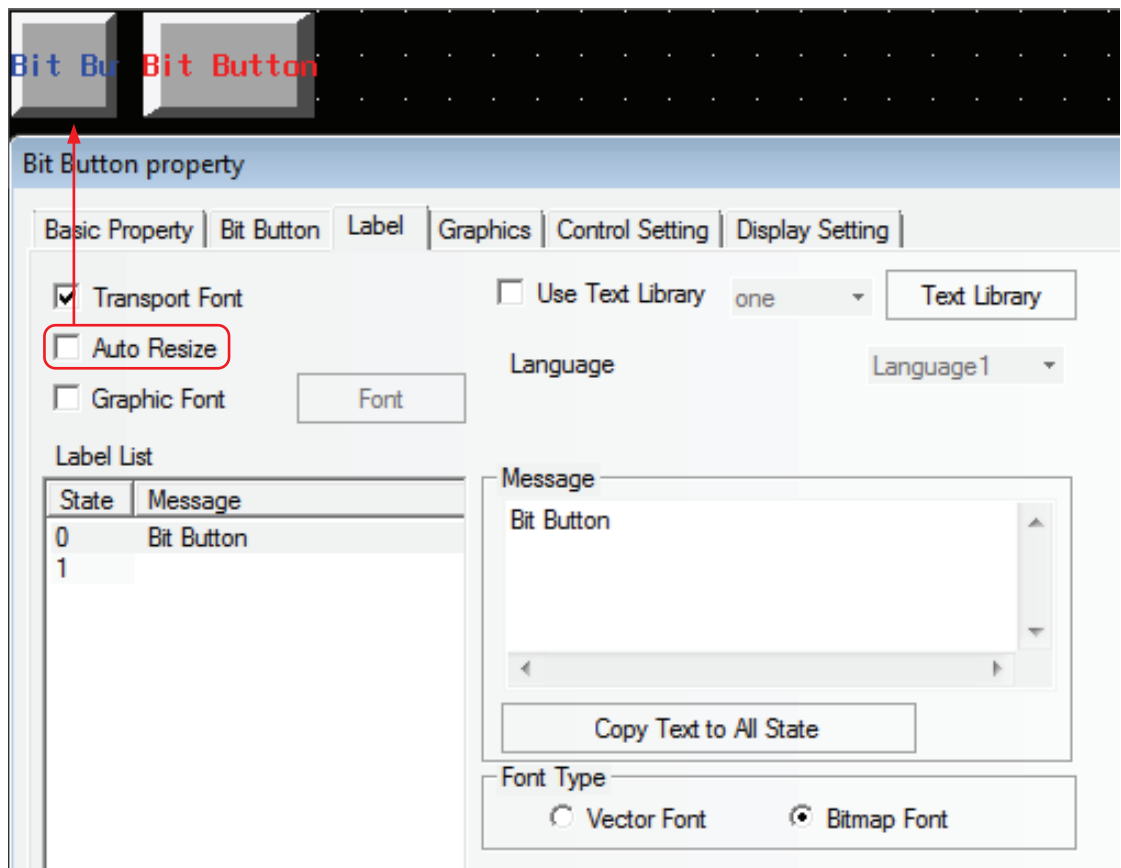 Bit Bu Bit Button
Bit Button property
Basic Property Bit Button Label Graphics Control Setting Display Setting
Transport Font Use Text Library one Text Library
Auto Resize
Language Language1
Graphic Font Font
Label List
State Message
0 Bit Button
1
Message
Bit Button
Copy Text to All State
Font Type
Vector Font Bitmap Font